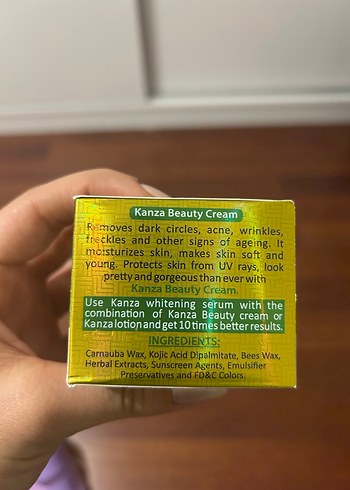 Kanza Beauty Cream
Removes dark circles, acne, wrinkles,
freckles and other signs of ageing. It
moisturizes skin, makes skin soft and
young. Protects skin from UV rays, look
pretty and gorgeous than ever with
Kanza Beauty Cream.
Use Kanza whitening serum with the
combination of Kanza Beauty cream or
Kanza lotion and get 10 times better results.
INGREDIENTS:
Carnauba Wax, Kojic Acid Dipalmitate, Bees Wax,
Herbal Extracts, Sunscreen Agents, Emulsifier
Preservatives and FD&C Colors.